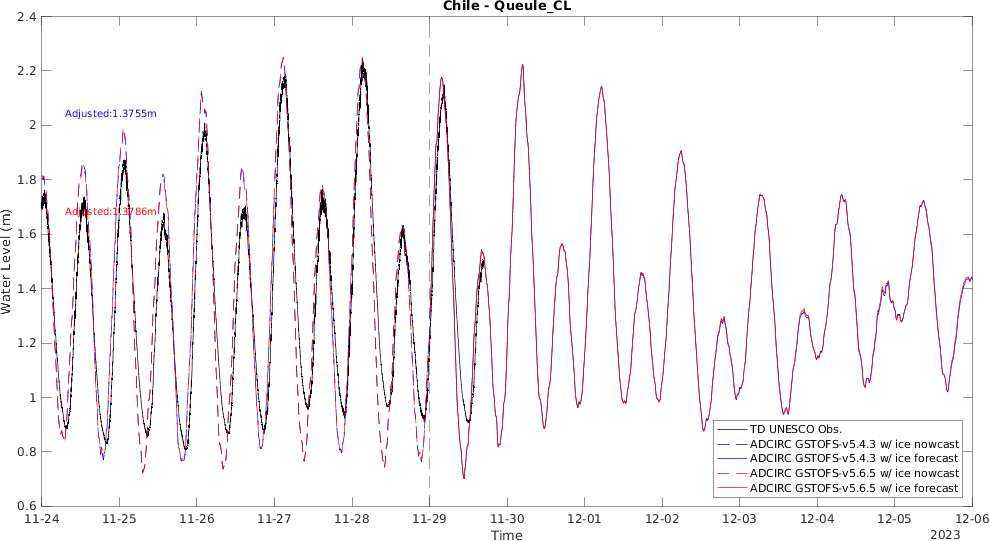 Chile - Queule_CL
2.4
2.2
2
1.8
1.6
1.4
1.2
1
0.8
0.6
Water Level (m)
Adjusted:1.3755m
Adjusted:1.3786m
TD UNESCO Obs.
ADCIRC GSTOFS-v5.4.3 w/ ice nowcast
ADCIRC GSTOFS-v5.4.3 w/ ice forecast
ADCIRC GSTOFS-v5.6.5 w/ ice nowcast
ADCIRC GSTOFS-v5.6.5 w/ ice forecast
11-24 11-25 11-26 11-27 11-28 11-29 11-30 12-01 12-02 12-03 12-04 12-05 12-06
Time
2023